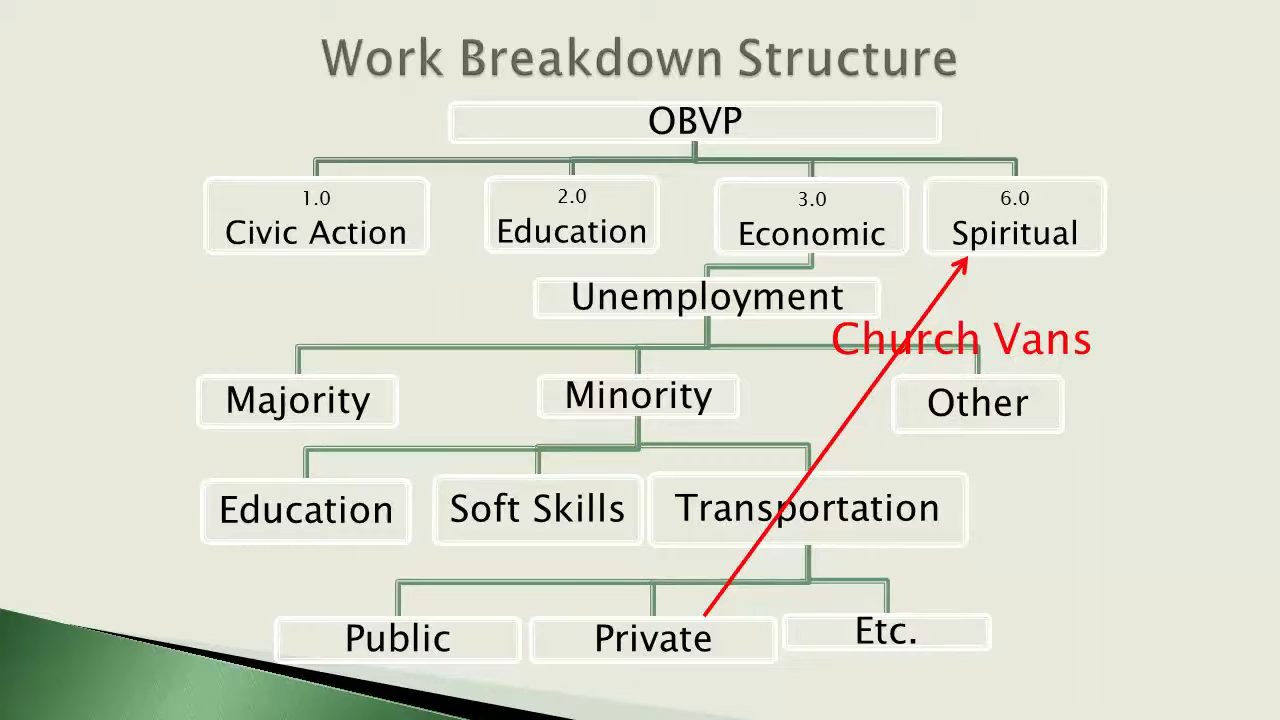 Work Breakdown Structure
OBVP
1.0
Civic Action
2.0
Education
3.0
Economic
6.0
Spiritual
Unemployment
Church Vans
Majority
Minority
Other
Education
Soft Skills
Transportation
Public
Private
Etc.